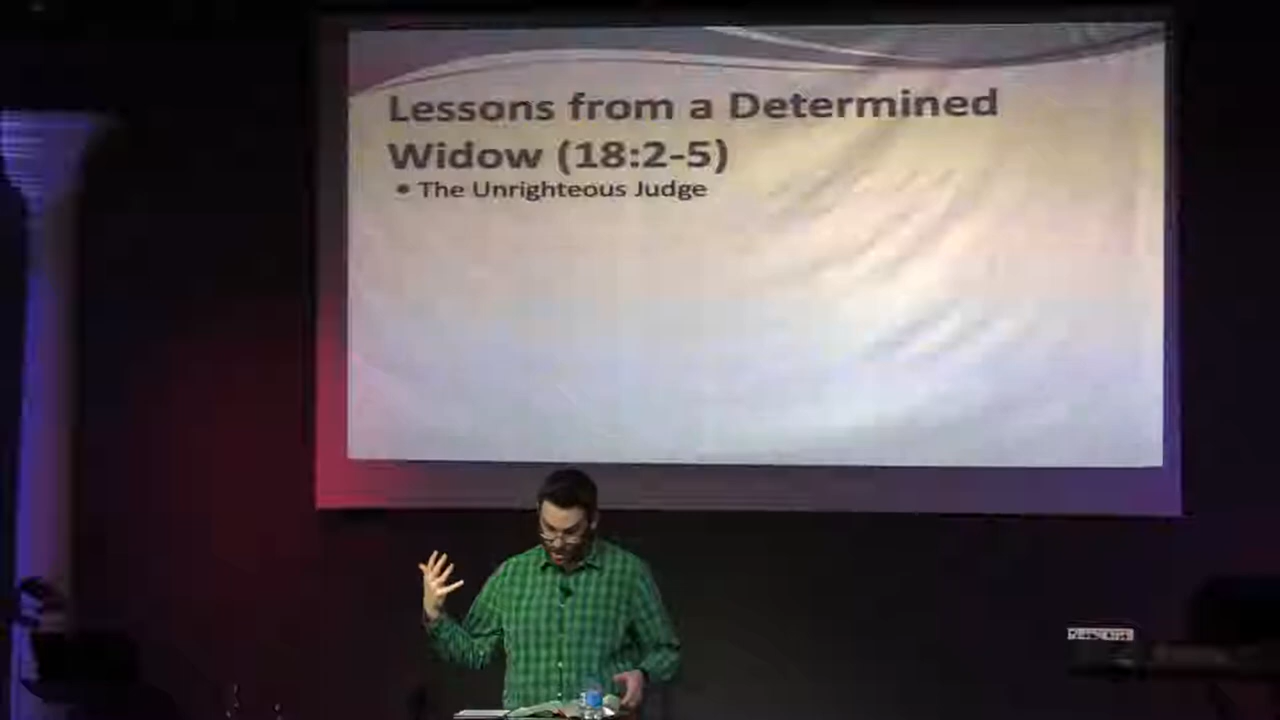 Lessons from a Determined
Widow (18:2-5)
• The Unrighteous Judge